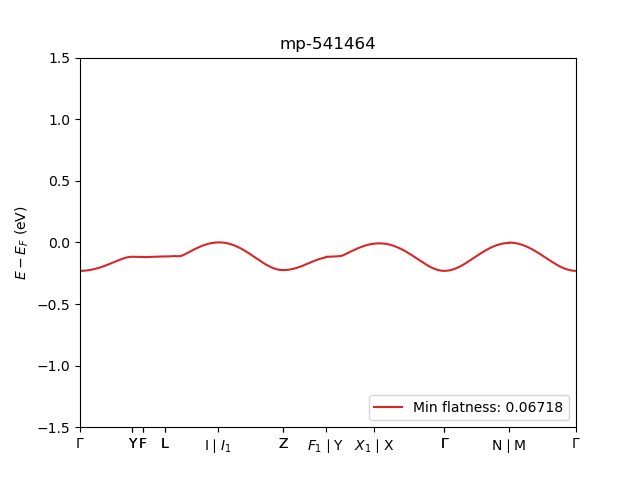 mp-541464
E − E_F (eV)
1.5
1.0
0.5
0.0
−0.5
−1.0
−1.5
Min flatness: 0.06718
Γ Y F L I | I₁ Z F₁ | Y X₁ | X Γ N | M Γ